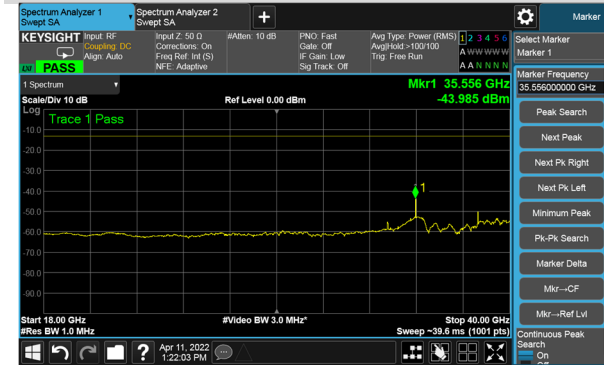 Spectrum Analyzer 1
Swept SA
Spectrum Analyzer 2
Swept SA
+
Marker
KEYSIGHT
Input: RF
Coupling: DC
Align: Auto
Input Z: 50 Ω
Corrections: On
Freq Ref: Int (S)
NFE: Adaptive
#Atten: 10 dB
PNO: Fast
Gate: Off
IF Gain: Low
Sig Track: Off
Avg Type: Power (RMS)
Avg|Hold:>100/100
Trig: Free Run
1 2 3 4 5 6
A W W W W W
A A N N N N
PASS
Select Marker
Marker 1
1 Spectrum
Mkr1 35.556 GHz
-43.985 dBm
Scale/Div 10 dB
Ref Level 0.00 dBm
Log
Trace 1 Pass
-10.0
-20.0
-30.0
-40.0
-50.0
-60.0
-70.0
-80.0
-90.0
1
Start 18.00 GHz
#Res BW 1.0 MHz
#Video BW 3.0 MHz*
Stop 40.00 GHz
Sweep ~39.6 ms (1001 pts)
Marker Frequency
35.556000000 GHz
Peak Search
Next Peak
Next Pk Right
Next Pk Left
Minimum Peak
Pk-Pk Search
Marker Delta
Mkr→CF
Mkr→Ref Lvl
Continuous Peak
Search
On
Off
?
Apr 11, 2022
1:22:03 PM